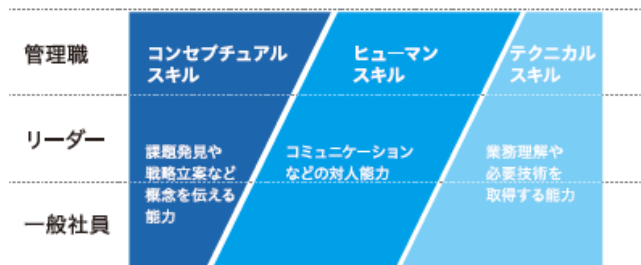 管理職
コンセプチュアル
スキル
ヒューマン
スキル
テクニカル
スキル
リーダー
課題発見や
戦略立案など
概念を伝える
能力
コミュニケーション
などの対人能力
業務理解や
必要技術を
取得する能力
一般社員